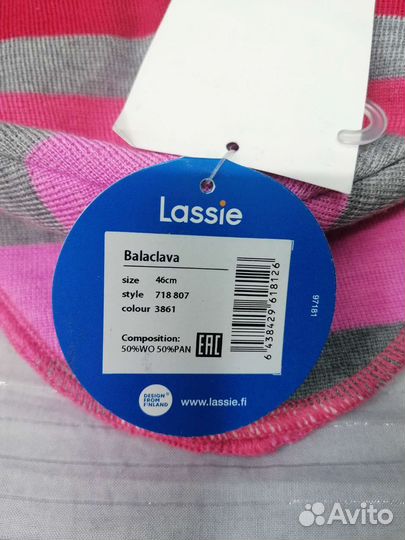 Lassie
Balaclava
size 46cm
style 718 807
colour 3861
Composition:
50%WO 50%PAN
EAC
6 438429 618126
97181
DESIGN FROM FINLAND
www.lassie.fi
Avito